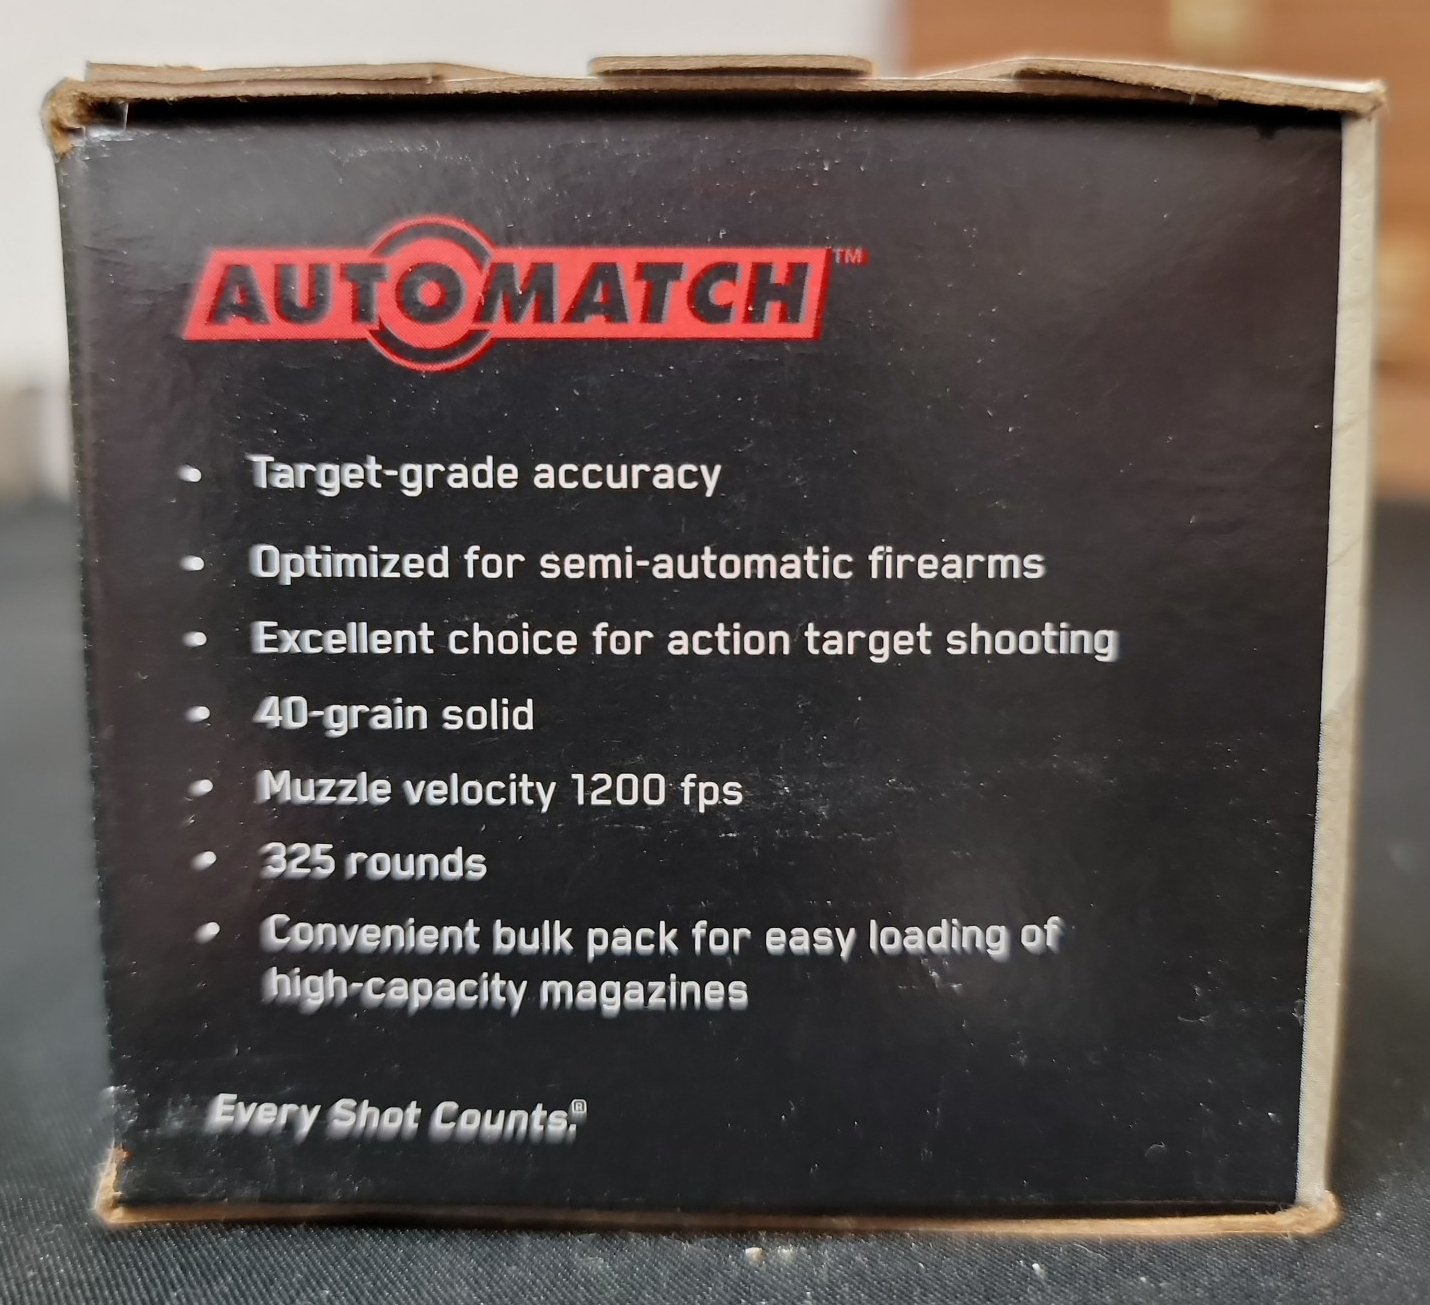 AUTOMATCH™
• Target-grade accuracy
• Optimized for semi-automatic firearms
• Excellent choice for action target shooting
• 40-grain solid
• Muzzle velocity 1200 fps
• 325 rounds
• Convenient bulk pack for easy loading of
high-capacity magazines
Every Shot Counts.®